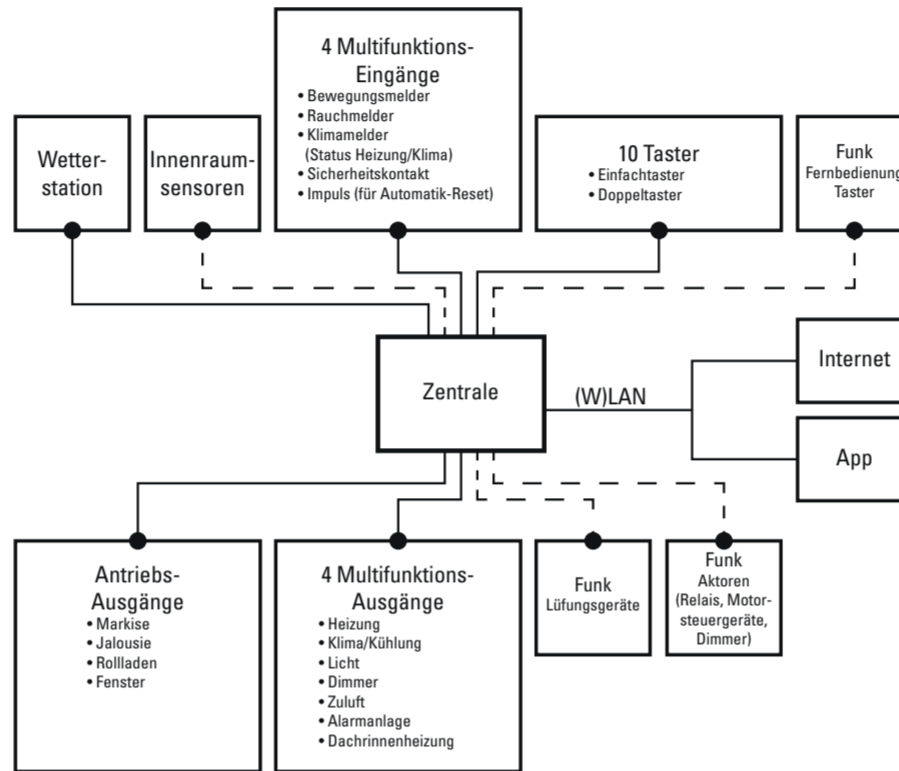 4 Multifunktions-
Eingänge
• Bewegungsmelder
• Rauchmelder
• Klimamelder
(Status Heizung/Klima)
• Sicherheitskontakt
• Impuls (für Automatik-Reset)
Wetter-
station
Innenraum-
sensoren
10 Taster
• Einfachtaster
• Doppeltaster
Funk
Fernbedienung
Taster
Zentrale
(W)LAN
Internet
App
Antriebs-
Ausgänge
• Markise
• Jalousie
• Rollladen
• Fenster
4 Multifunktions-
Ausgänge
• Heizung
• Klima/Kühlung
• Licht
• Dimmer
• Zuluft
• Alarmanlage
• Dachrinnenheizung
Funk
Lüfungsgeräte
Funk
Aktoren
(Relais, Motor-
steuergeräte,
Dimmer)